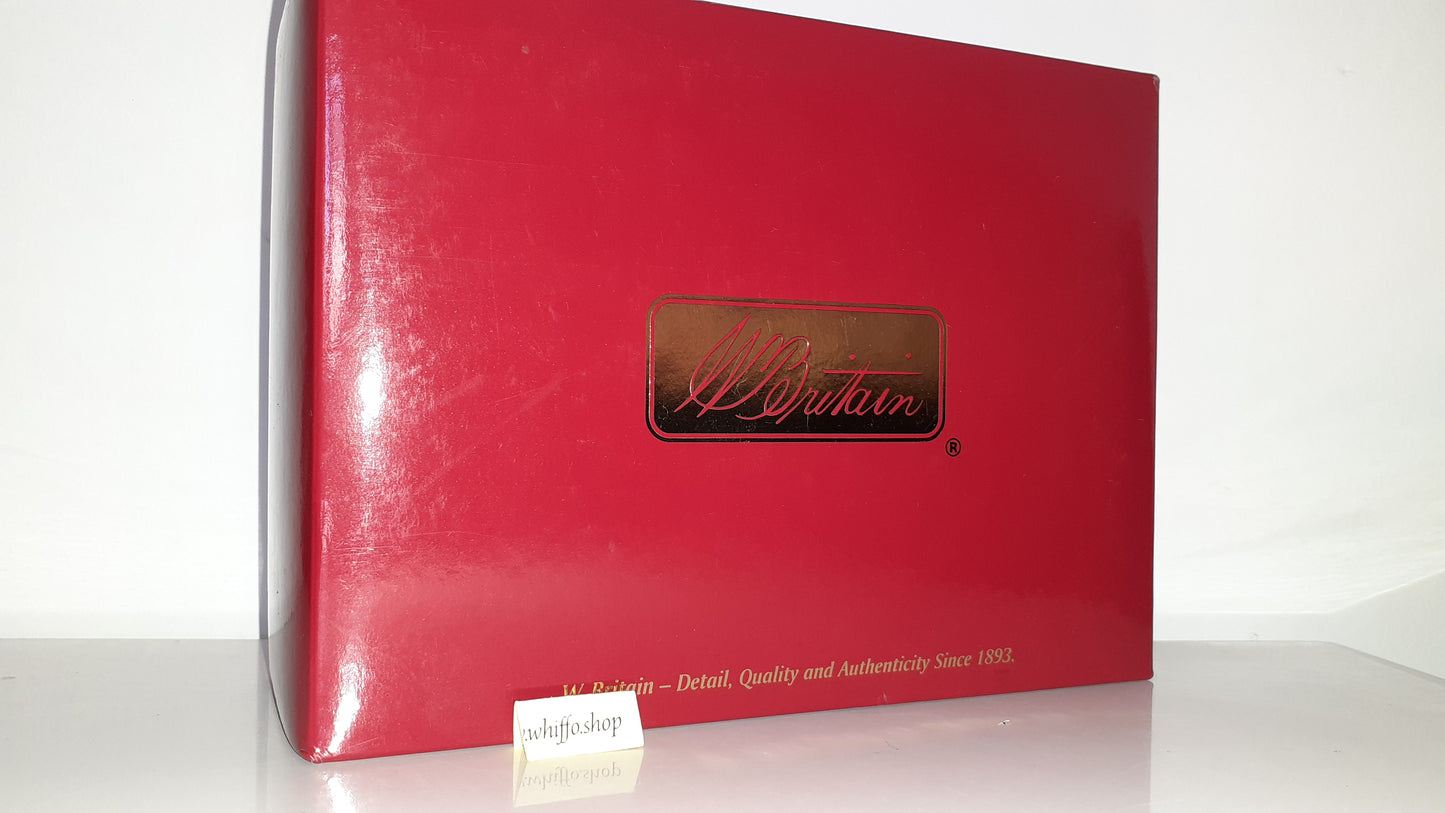 W Britain
®
W. Britain – Detail, Quality and Authenticity Since 1893.
.whiffo.shop